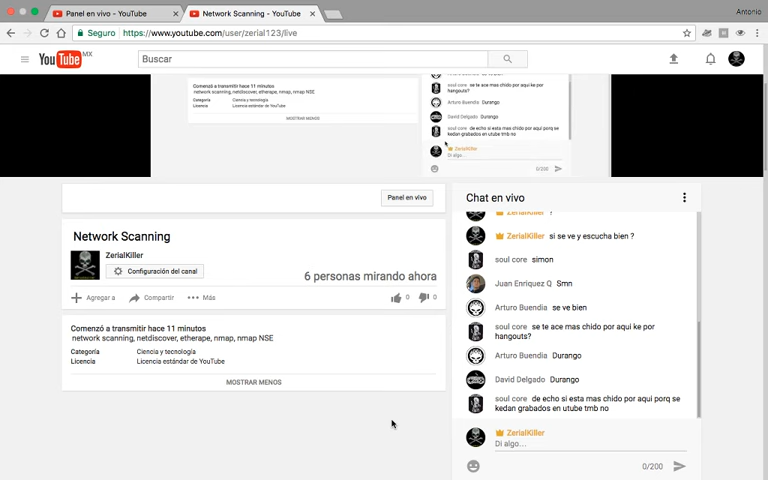 Panel en vivo - YouTube
Network Scanning - YouTube
Antonio
Seguro
https://www.youtube.com/user/zerial123/live
YouTube MX
Buscar
Comenzó a transmitir hace 11 minutos
network scanning, netdiscover, etherape, nmap, nmap NSE
Categoría Ciencia y tecnología
Licencia Licencia estándar de YouTube
MOSTRAR MENOS
soul core se te ace mas chido por aqui ke por
hangouts?
Arturo Buendia Durango
David Delgado Durango
soul core de echo si esta mas chido por aqui porq se
kedan grabados en utube tmb no
ZerialKiller
Di algo...
0/200
Panel en vivo
Network Scanning
ZerialKiller
Configuración del canal
6 personas mirando ahora
Agregar a
Compartir
Más
0
0
Comenzó a transmitir hace 11 minutos
network scanning, netdiscover, etherape, nmap, nmap NSE
Categoría Ciencia y tecnología
Licencia Licencia estándar de YouTube
MOSTRAR MENOS
Chat en vivo
ZerialKiller ?
ZerialKiller si se ve y escucha bien ?
soul core simon
Juan Enriquez Q Smn
Arturo Buendia se ve bien
soul core se te ace mas chido por aqui ke por
hangouts?
Arturo Buendia Durango
David Delgado Durango
soul core de echo si esta mas chido por aqui porq se
kedan grabados en utube tmb no
ZerialKiller
Di algo...
0/200